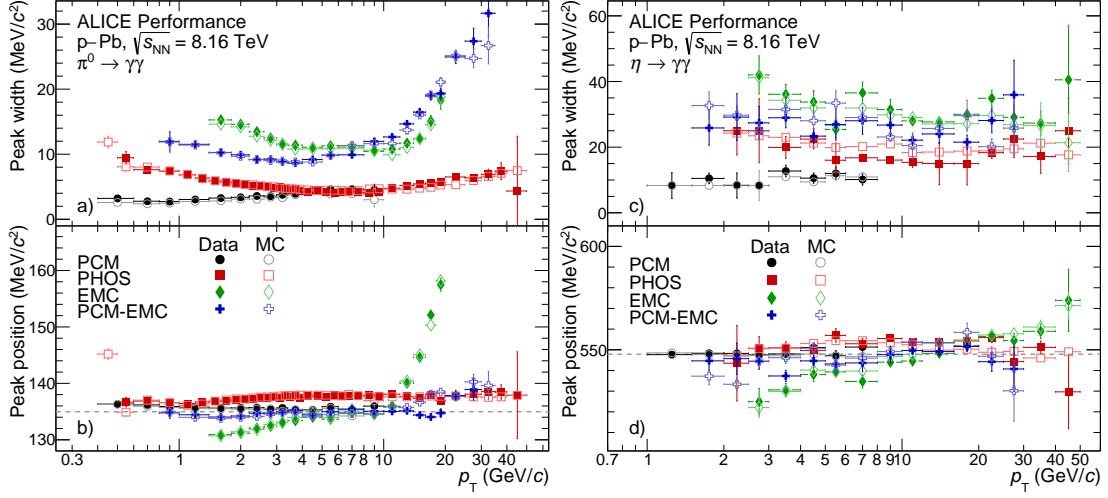 ALICE Performance
p–Pb, √sNN = 8.16 TeV
π0 → γγ
Peak width (MeV/c2)
30
20
10
0
a)
Peak position (MeV/c2)
160
150
140
130
Data MC
PCM
PHOS
EMC
PCM-EMC
b)
0.3 1 2 3 4 5 6 7 8 10 20 30 40
pT (GeV/c)
ALICE Performance
p–Pb, √sNN = 8.16 TeV
η → γγ
Peak width (MeV/c2)
60
40
20
0
c)
Peak position (MeV/c2)
600
550
Data MC
PCM
PHOS
EMC
PCM-EMC
d)
0.7 1 2 3 4 5 6 7 8 910 20 30 50
pT (GeV/c)